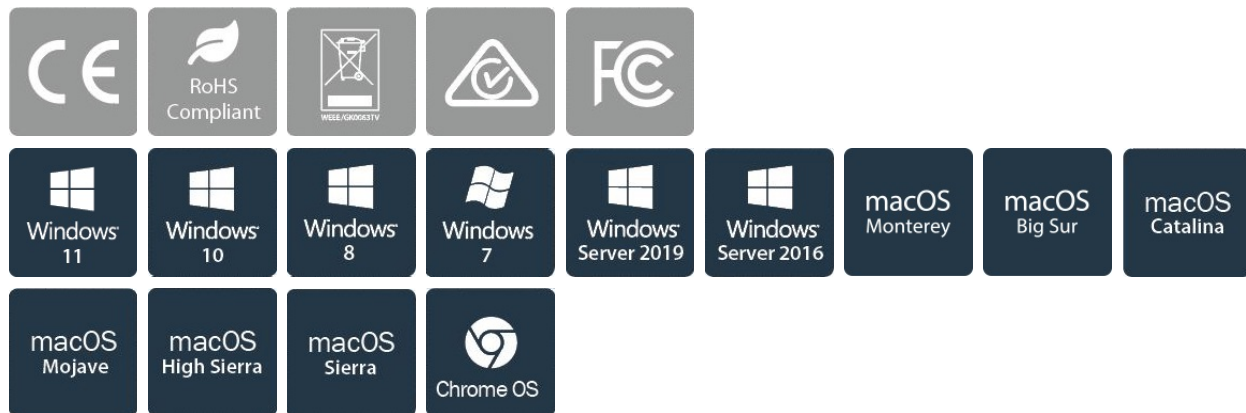 CE
RoHS
Compliant
WEEE/GK0083TV
FC
Windows
11
Windows
10
Windows
8
Windows
7
Windows
Server 2019
Windows
Server 2016
macOS
Monterey
macOS
Big Sur
macOS
Catalina
macOS
Mojave
macOS
High Sierra
macOS
Sierra
Chrome OS